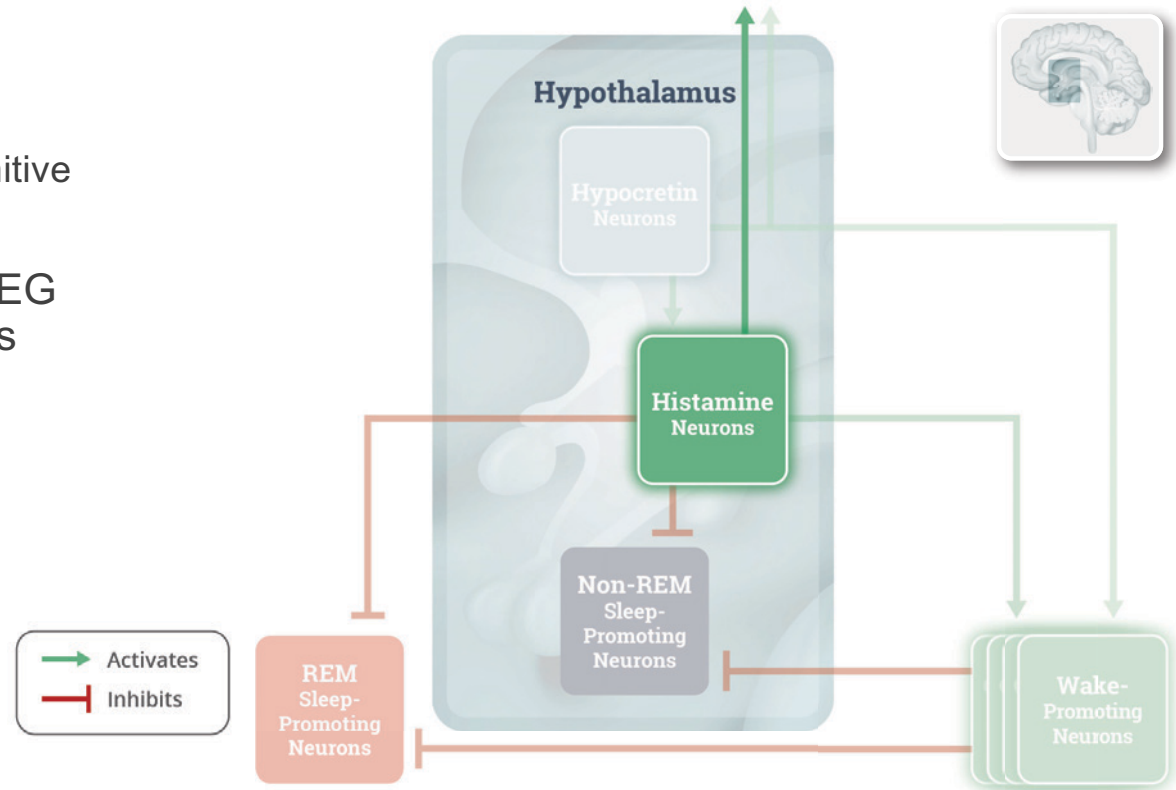 nitive
EG
s
Hypothalamus
Hypocretin
Neurons
Histamine
Neurons
Non-REM
Sleep-
Promoting
Neurons
Activates
Inhibits
REM
Sleep-
Promoting
Neurons
Wake-
Promoting
Neurons